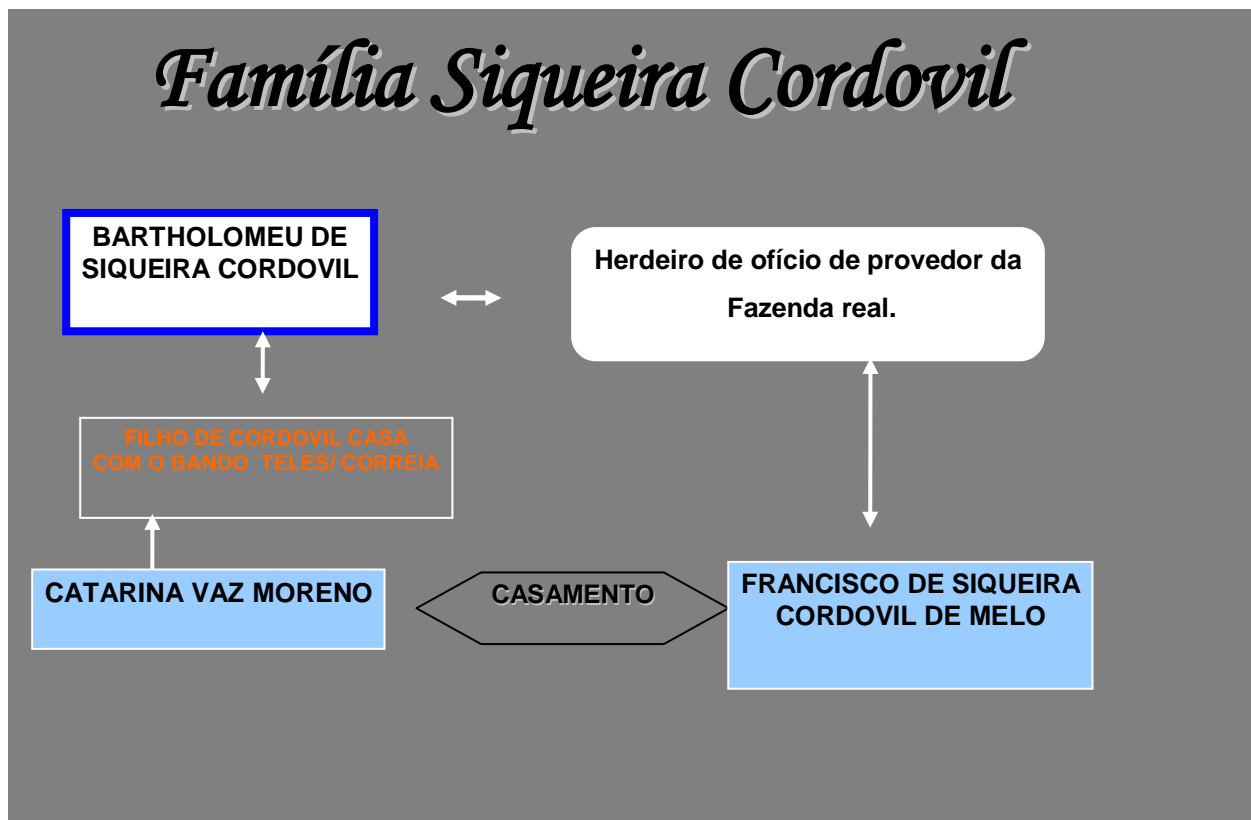 Família Siqueira Cordovil
BARTHOLOMEU DE
SIQUEIRA CORDOVIL
Herdeiro de ofício de provedor da
Fazenda real.
FILHO DE CORDOVIL CASA
COM O BANDO TELES/ CORREIA
CATARINA VAZ MORENO
CASAMENTO
FRANCISCO DE SIQUEIRA
CORDOVIL DE MELO